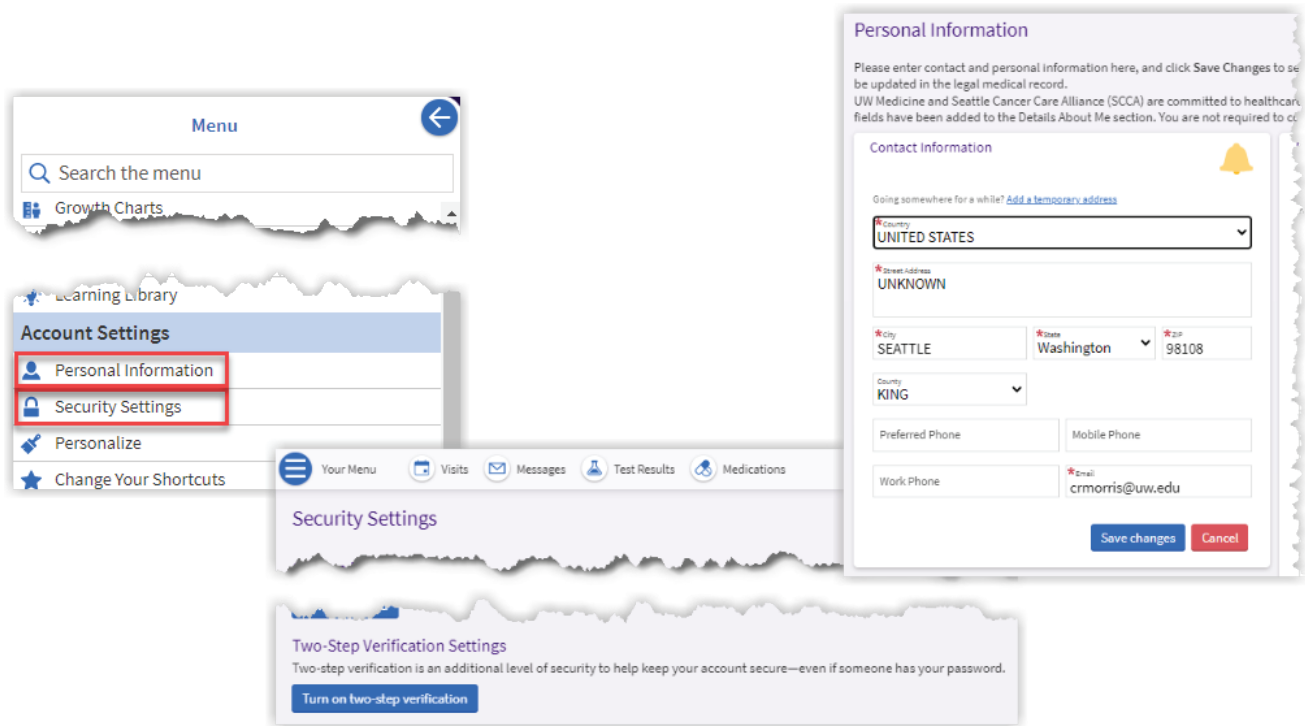 Menu
Search the menu
Growth Charts
Learning Library
Account Settings
Personal Information
Security Settings
Personalize
Change Your Shortcuts
Your Menu
Visits
Messages
Test Results
Medications
Security Settings
Two-Step Verification Settings
Two-step verification is an additional level of security to help keep your account secure—even if someone has your password.
Turn on two-step verification
Personal Information
Please enter contact and personal information here, and click Save Changes to
be updated in the legal medical record.
UW Medicine and Seattle Cancer Care Alliance (SCCA) are committed to healthcare
fields have been added to the Details About Me section. You are not required to
Contact Information
Going somewhere for a while? Add a temporary address
*Country
UNITED STATES
*Street Address
UNKNOWN
*City
SEATTLE
*State
Washington
*ZIP
98108
County
KING
Preferred Phone
Mobile Phone
Work Phone
*Email
crmorris@uw.edu
Save changes
Cancel